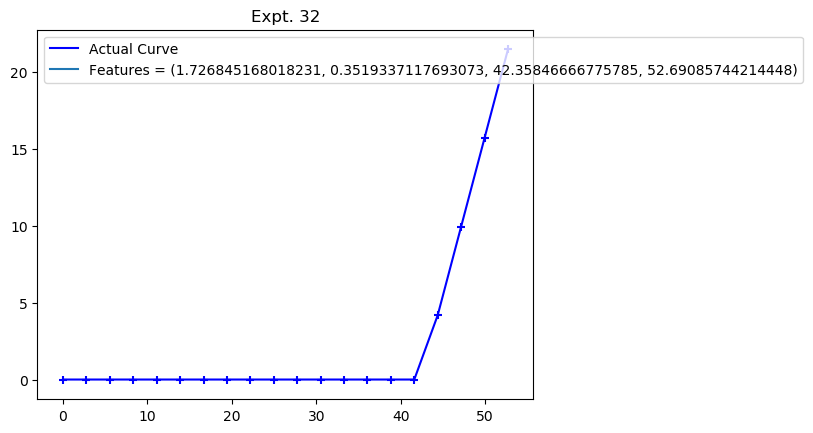 Expt. 32
Actual Curve
Features = (1.726845168018231, 0.3519337117693073, 42.35846666775785, 52.69085744214448)
20
15
10
5
0
0 10 20 30 40 50